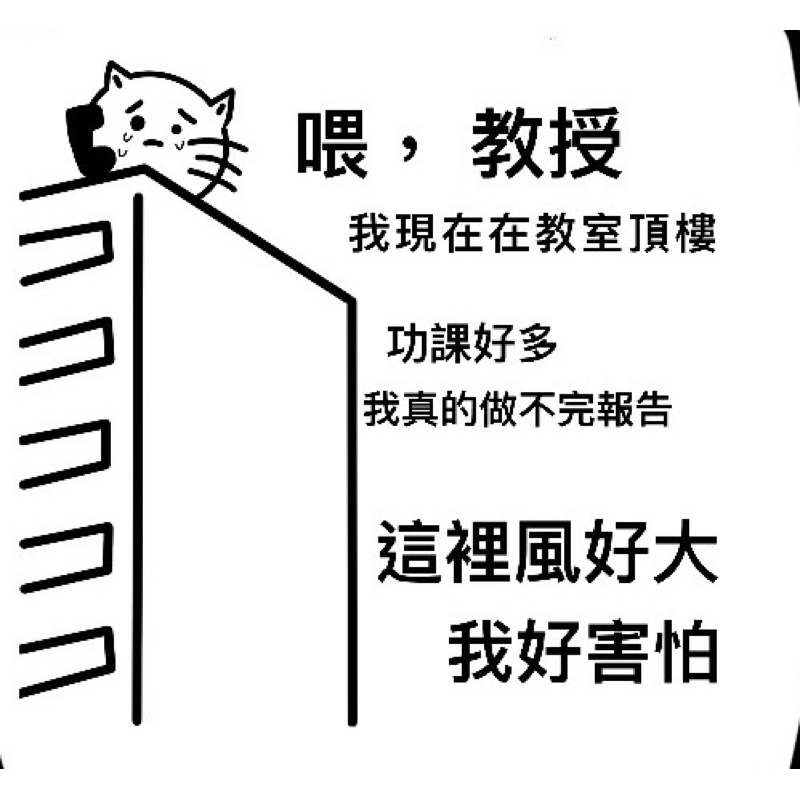 喂，教授
我現在在教室頂樓
功課好多
我真的做不完報告
這裡風好大
我好害怕